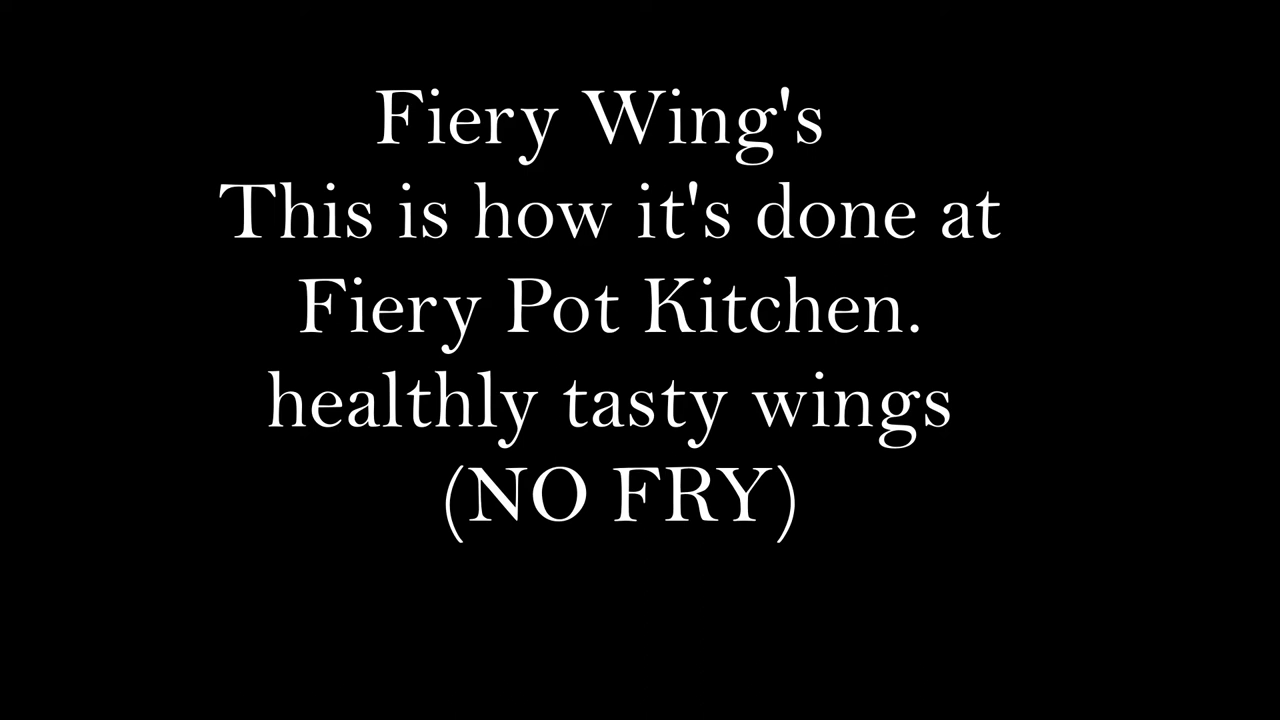 Fiery Wing's
This is how it's done at
Fiery Pot Kitchen.
healthly tasty wings
(NO FRY)